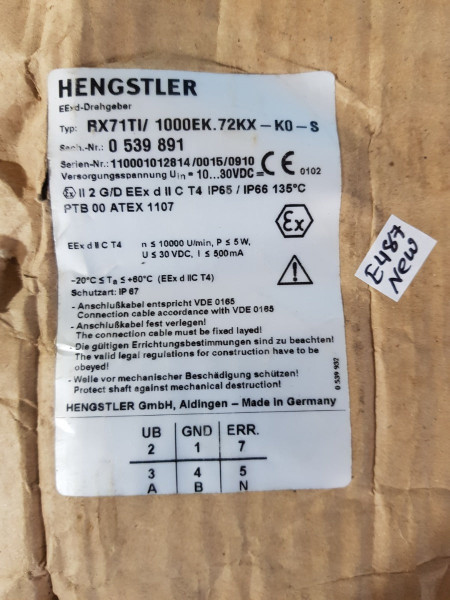 HENGSTLER
EExd-Drehgeber
Typ: RX71TI/ 1000EK.72KX-K0-S
Sach.-Nr.: 0 539 891
Serien-Nr.: 110001012814 /0015/0910
Versorgungsspannung Uin = 10...30VDC CE 0102
Ex II 2 G/D EEx d II C T4 IP65 / IP66 135°C
PTB 00 ATEX 1107
Ex
EEx d II C T4 n ≤ 10000 U/min, P ≤ 5W,
U ≤ 30 VDC, I ≤ 500mA
-20°C ≤ Ta ≤ +60°C (EEx d IIC T4)
Schutzart: IP 67
- Anschlußkabel entspricht VDE 0165
Connection cable accordance with VDE 0165
- Anschlußkabel fest verlegen!
The connection cable must be fixed layed!
- Die gültigen Errichtungsbestimmungen sind zu beachten!
The valid legal regulations for construction have to be
obeyed!
- Welle vor mechanischer Beschädigung schützen!
Protect shaft against mechanical destruction!
0 539 932
HENGSTLER GmbH, Aldingen – Made in Germany
UB GND ERR.
2 1 7
3 4 5
A B N
E487
New